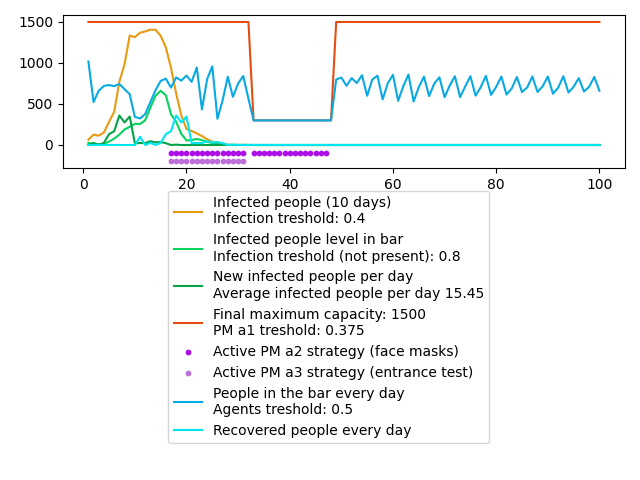 1500
1000
500
0
0 20 40 60 80 100
Infected people (10 days)
Infection treshold: 0.4
Infected people level in bar
Infection treshold (not present): 0.8
New infected people per day
Average infected people per day 15.45
Final maximum capacity: 1500
PM a1 treshold: 0.375
Active PM a2 strategy (face masks)
Active PM a3 strategy (entrance test)
People in the bar every day
Agents treshold: 0.5
Recovered people every day